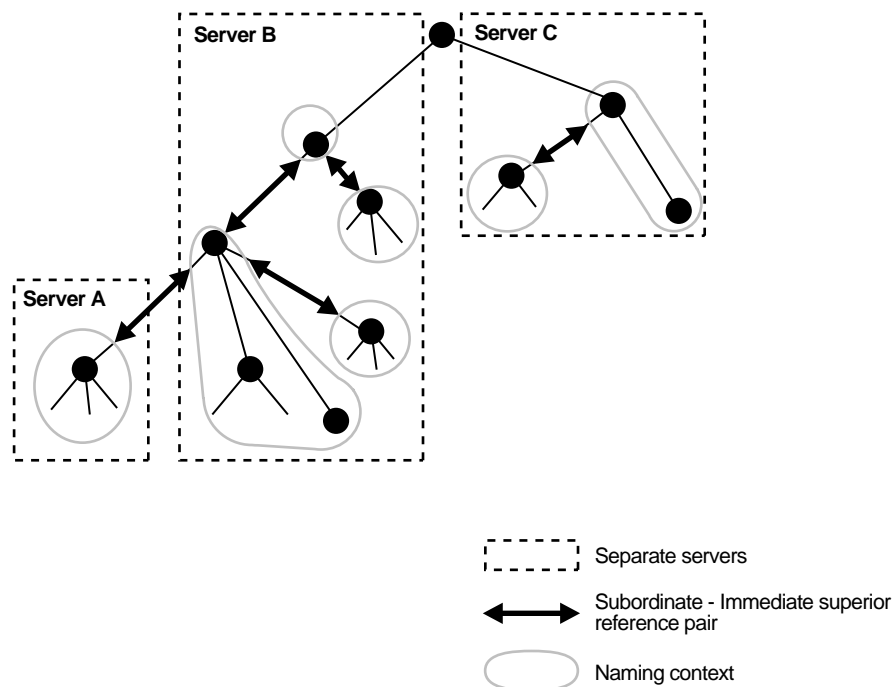 Server B
Server C
Server A
Separate servers
Subordinate - Immediate superior
reference pair
Naming context